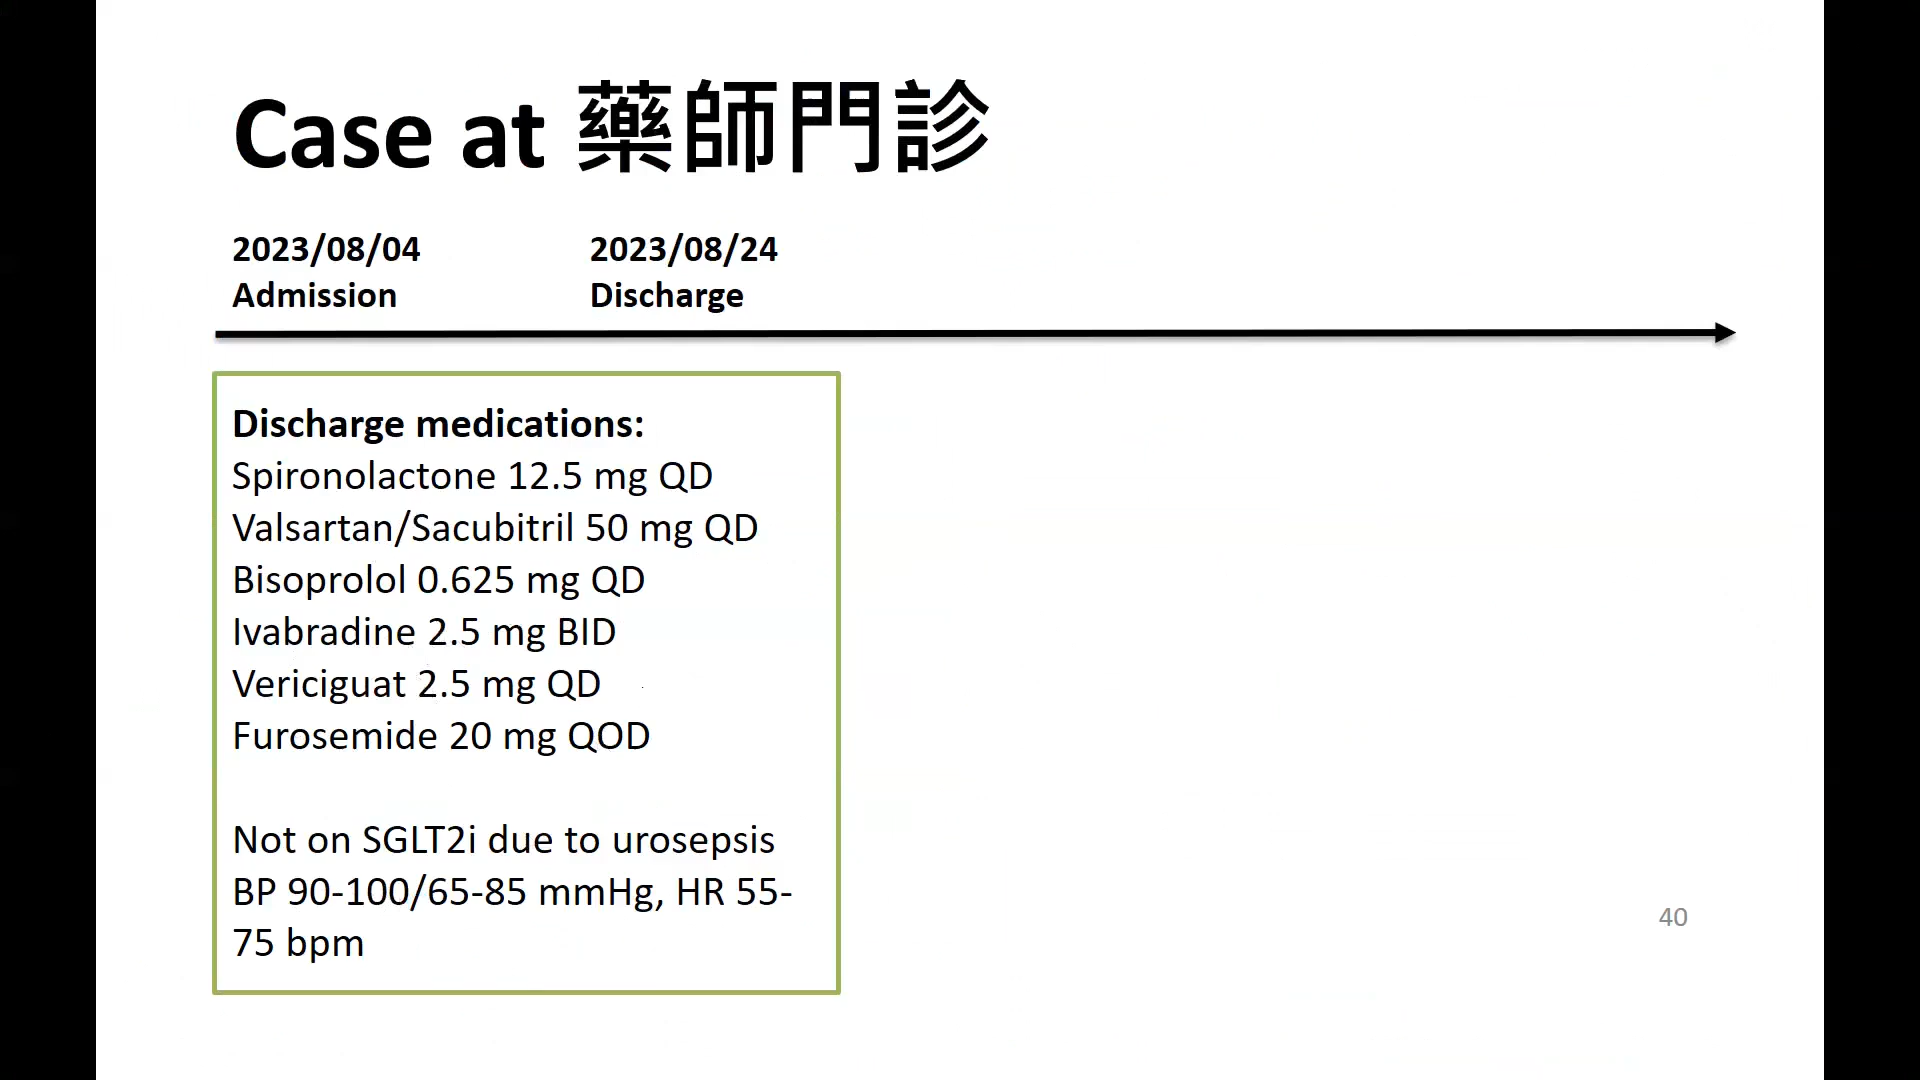 Case at 藥師門診
2023/08/04
Admission
2023/08/24
Discharge
Discharge medications:
Spironolactone 12.5 mg QD
Valsartan/Sacubitril 50 mg QD
Bisoprolol 0.625 mg QD
Ivabradine 2.5 mg BID
Vericiguat 2.5 mg QD
Furosemide 20 mg QOD
Not on SGLT2i due to urosepsis
BP 90-100/65-85 mmHg, HR 55-
75 bpm
40